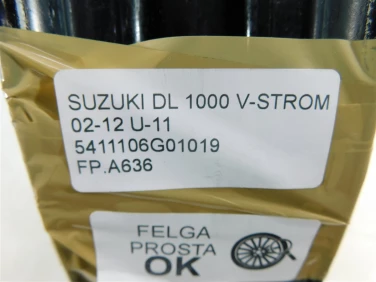 SUZUKI DL 1000 V-STROM
02-12 U-11
5411106G01019
FP.A636
FELGA
PROSTA
OK